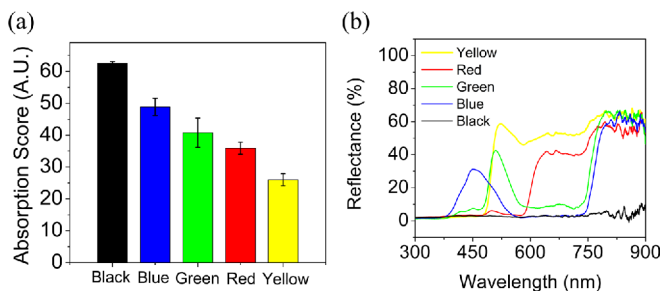 (a)
Absorption Score (A.U.)
60
50
40
30
20
10
0
Black Blue Green Red Yellow
(b)
Reflectance (%)
100
80
60
40
20
0
Yellow
Red
Green
Blue
Black
300 450 600 750 900
Wavelength (nm)